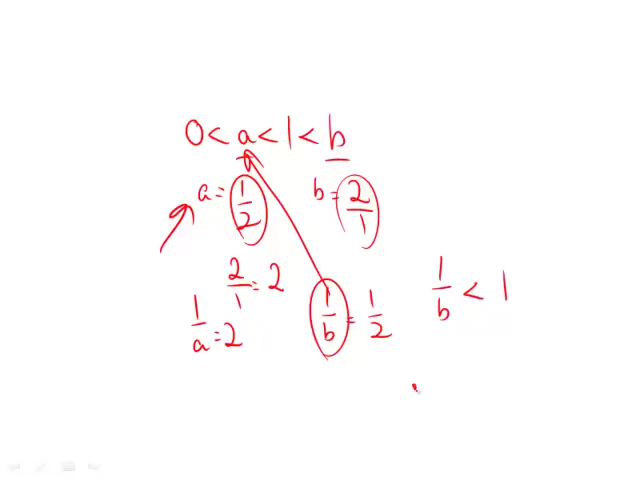 0 < a < 1 < b
a = 1/2 b = 2/1
2/1 = 2
1/a = 2 1/b = 1/2 1/b < 1